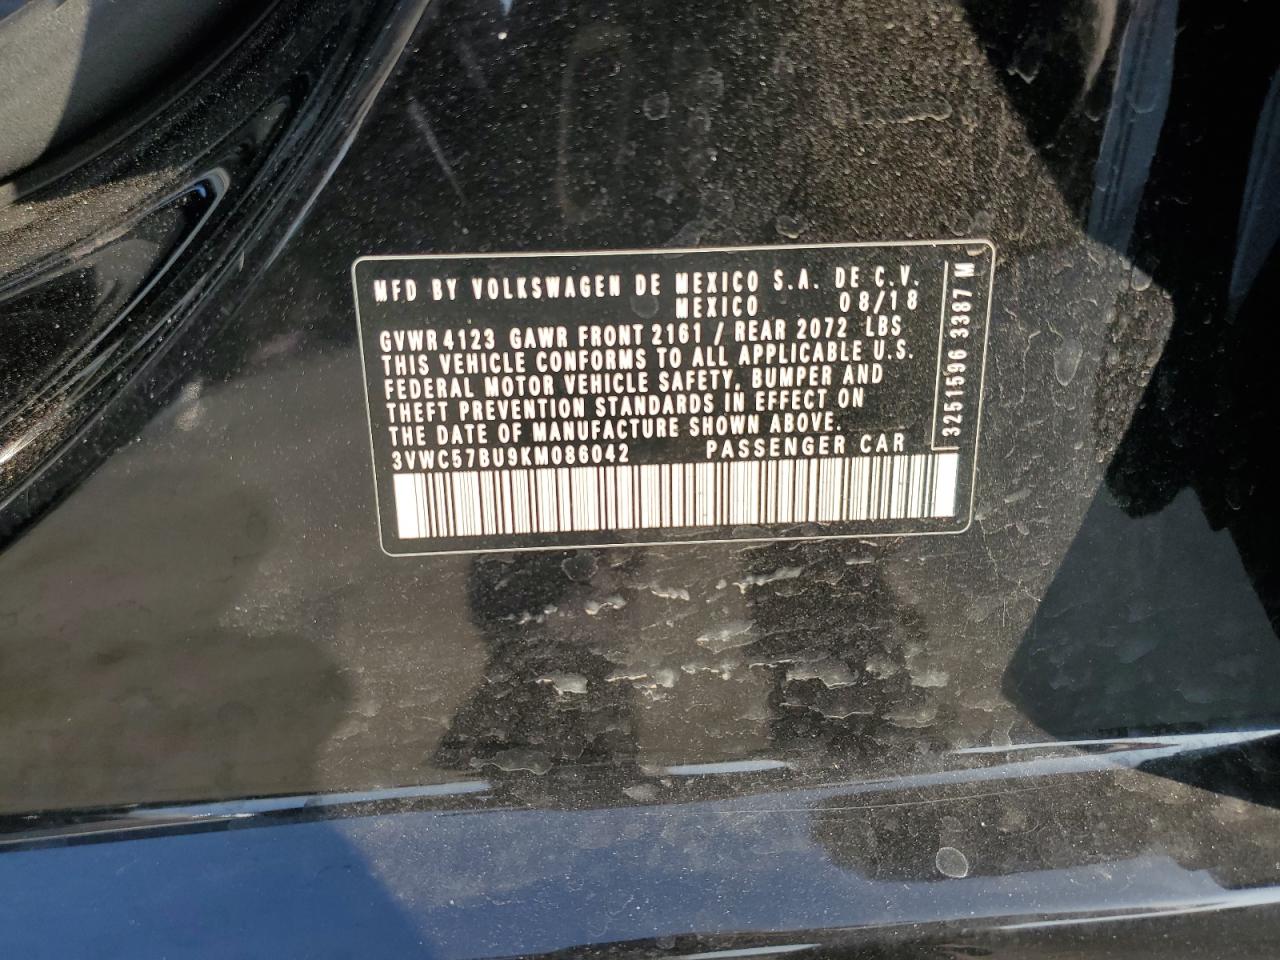 MFD BY VOLKSWAGEN DE MEXICO S.A. DE C.V.
MEXICO 08/18
GVWR 4123 GAWR FRONT 2161 / REAR 2072 LBS
THIS VEHICLE CONFORMS TO ALL APPLICABLE U.S.
FEDERAL MOTOR VEHICLE SAFETY, BUMPER AND
THEFT PREVENTION STANDARDS IN EFFECT ON
THE DATE OF MANUFACTURE SHOWN ABOVE.
3VWC57BU9KM086042 PASSENGER CAR
3251596 3387 M